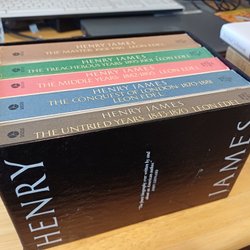 HENRY JAMES
THE MASTER: 1901-1916 LEON EDEL
HENRY JAMES
THE TREACHEROUS YEARS: 1895-1901 LEON EDEL
HENRY JAMES
THE MIDDLE YEARS: 1882-1895 LEON EDEL
HENRY JAMES
THE CONQUEST OF LONDON: 1870-1881
LEON EDEL
HENRY JAMES
THE UNTRIED YEARS: 1843-1870 LEON EDEL
HENRY
JAMES